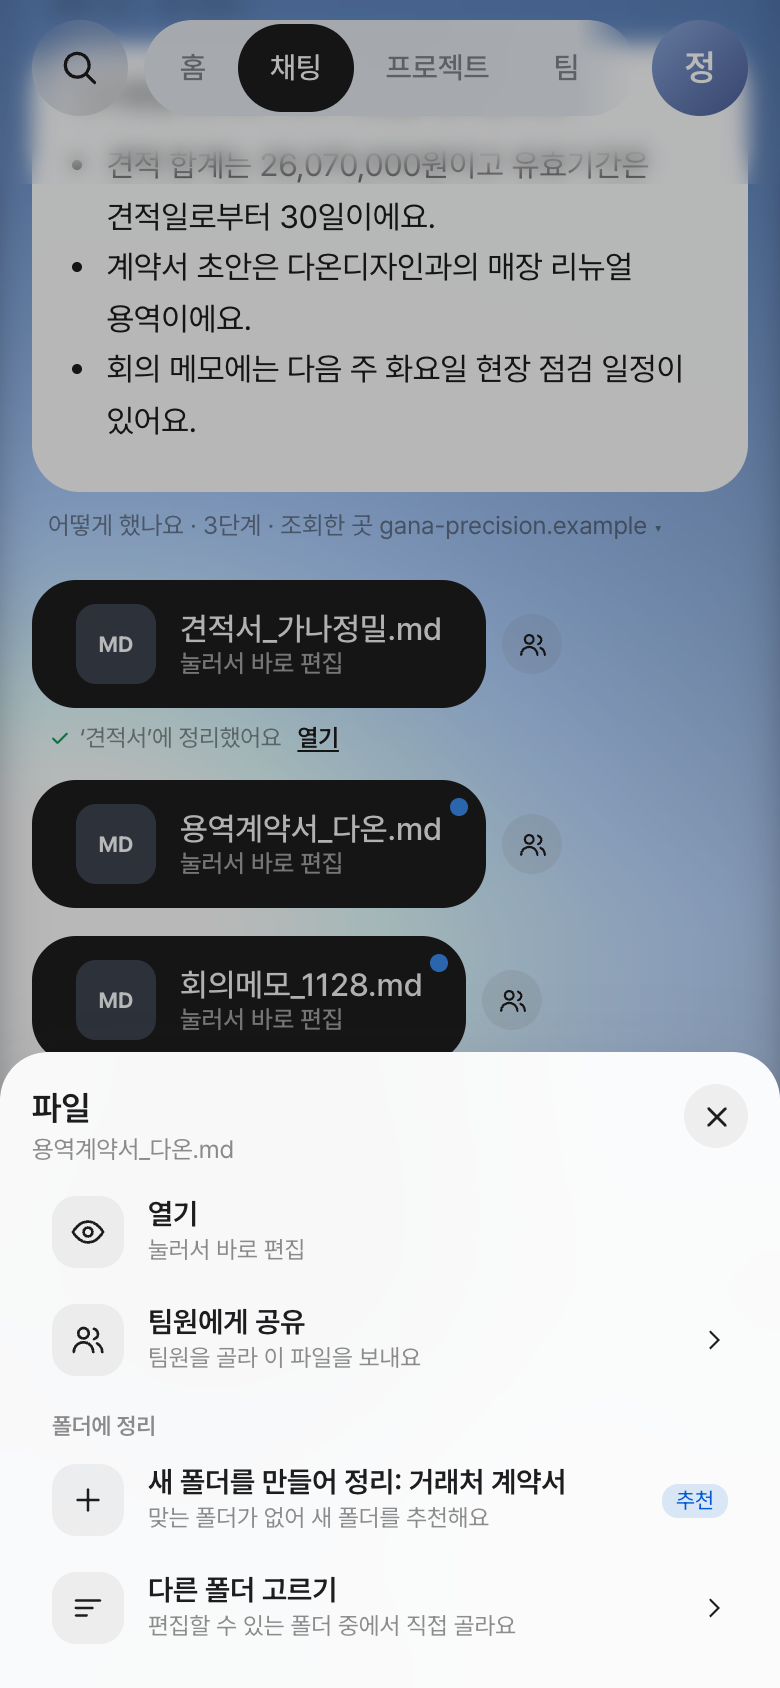 홈
채팅
프로젝트
팀
정
• 견적 합계는 26,070,000원이고 유효기간은
견적일로부터 30일이에요.
• 계약서 초안은 다온디자인과의 매장 리뉴얼
용역이에요.
• 회의 메모에는 다음 주 화요일 현장 점검 일정이
있어요.
어떻게 했나요 · 3단계 · 조회한 곳 gana-precision.example ▾
MD
견적서_가나정밀.md
눌러서 바로 편집
✓ '견적서'에 정리했어요 열기
MD
용역계약서_다온.md
눌러서 바로 편집
MD
회의메모_1128.md
눌러서 바로 편집
파일
용역계약서_다온.md
열기
눌러서 바로 편집
팀원에게 공유
팀원을 골라 이 파일을 보내요
폴더에 정리
새 폴더를 만들어 정리: 거래처 계약서
맞는 폴더가 없어 새 폴더를 추천해요
추천
다른 폴더 고르기
편집할 수 있는 폴더 중에서 직접 골라요